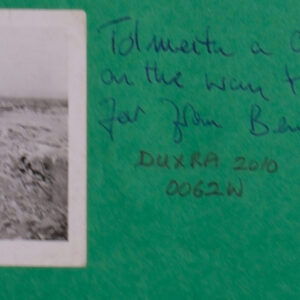 Tolmeita a
on the way t
far from Ben
DUXRA 2010
0062W